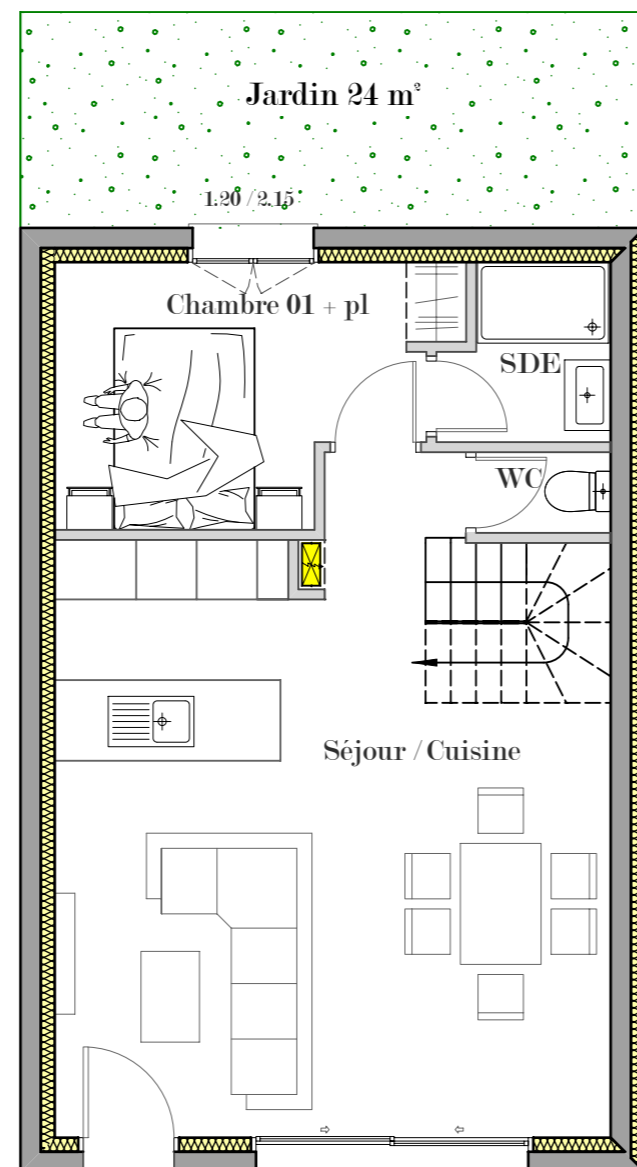 Jardin 24 m²
1.20 / 2.15
Chambre 01 + pl
SDE
WC
Séjour / Cuisine